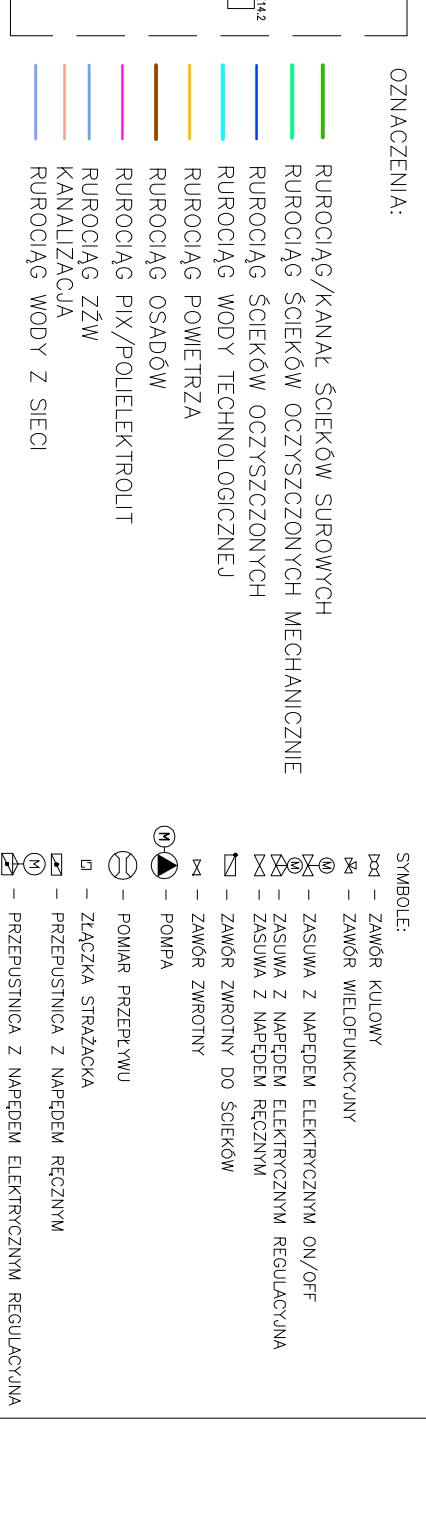 14.2
OZNACZENIA:
RUROCIĄG/KANAŁ ŚCIEKÓW SUROWYCH
RUROCIĄG ŚCIEKÓW OCZYSZCZONYCH MECHANICZNIE
RUROCIĄG ŚCIEKÓW OCZYSZCZONYCH
RUROCIĄG WODY TECHNOLOGICZNEJ
RUROCIĄG POWIETRZA
RUROCIĄG OSADÓW
RUROCIĄG PIX/POLIELEKTROLIT
RUROCIĄG ZŹW
KANALIZACJA
RUROCIĄG WODY Z SIECI
SYMBOLE:
– ZAWÓR KULOWY
– ZAWÓR WIELOFUNKCYJNY
M – ZASUWA Z NAPĘDEM ELEKTRYCZNYM ON/OFF
M – ZASUWA Z NAPĘDEM ELEKTRYCZNYM REGULACYJNA
– ZASUWA Z NAPĘDEM RĘCZNYM
– ZAWÓR ZWROTNY DO ŚCIEKÓW
– ZAWÓR ZWROTNY
M – POMPA
– POMIAR PRZEPŁYWU
– ZŁĄCZKA STRAŻACKA
– PRZEPUSTNICA Z NAPĘDEM RĘCZNYM
M – PRZEPUSTNICA Z NAPĘDEM ELEKTRYCZNYM REGULACYJNA